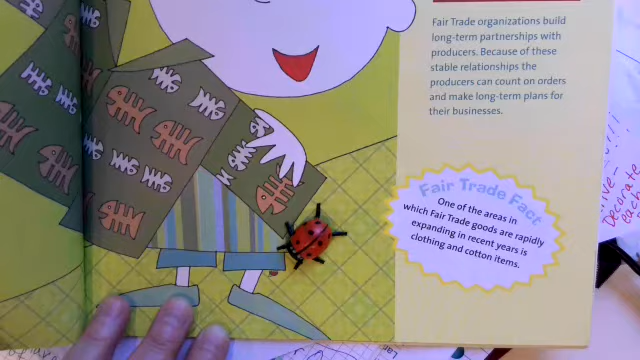 Fair Trade organizations build
long-term partnerships with
producers. Because of these
stable relationships the
producers can count on orders
and make long-term plans for
their businesses.
Fair Trade Fact
One of the areas in
which Fair Trade goods are rapidly
expanding in recent years is
clothing and cotton items.
Decorate
each